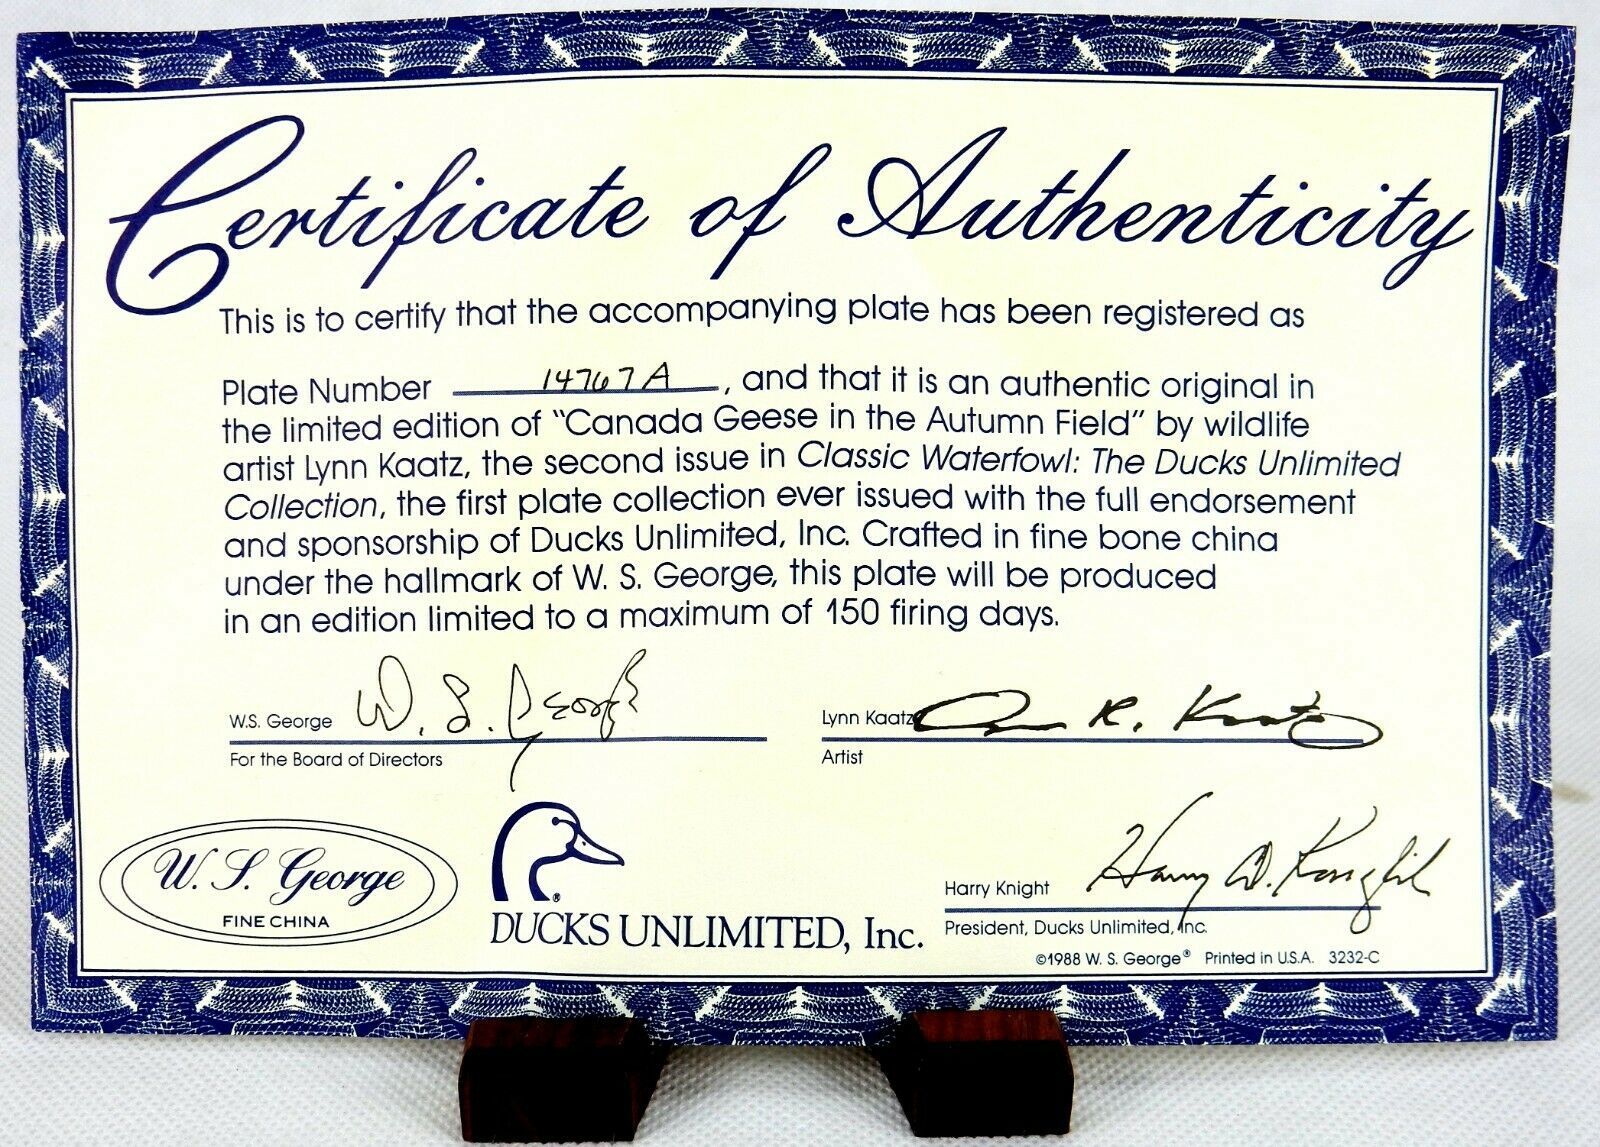 Certificate of Authenticity
This is to certify that the accompanying plate has been registered as
Plate Number 14767A, and that it is an authentic original in
the limited edition of "Canada Geese in the Autumn Field" by wildlife
artist Lynn Kaatz, the second issue in Classic Waterfowl: The Ducks Unlimited
Collection, the first plate collection ever issued with the full endorsement
and sponsorship of Ducks Unlimited, Inc. Crafted in fine bone china
under the hallmark of W. S. George, this plate will be produced
in an edition limited to a maximum of 150 firing days.
W.S. George W. S. George
For the Board of Directors
Lynn Kaatz Lynn R. Kaatz
Artist
W. S. George
FINE CHINA
®
DUCKS UNLIMITED, Inc.
Harry Knight Harry D. Knight
President, Ducks Unlimited, Inc.
©1988 W. S. George® Printed in U.S.A. 3232-C